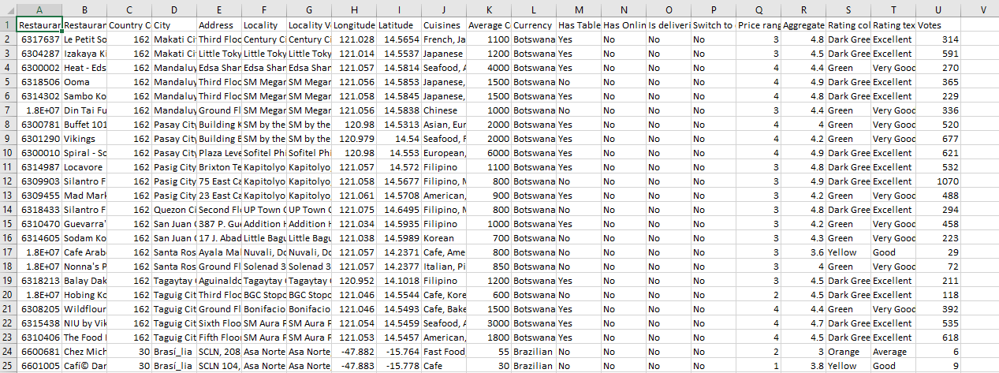 A B C D E F G H I J K L M N O P Q R S T U V
1 Restaurar Restaurar Country C City Address Locality Locality V Longitude Latitude Cuisines Average C Currency Has Table Has Onlin Is deliveri Switch to Price rang Aggregate Rating col Rating tex Votes
2 6317637 Le Petit So 162 Makati Cit Third Floo Century Ci Century Ci 121.028 14.5654 French, Ja 1100 Botswana Yes No No No 3 4.8 Dark Gree Excellent 314
3 6304287 Izakaya Ki 162 Makati Cit Little Toky Little Toky Little Toky 121.014 14.5537 Japanese 1200 Botswana Yes No No No 3 4.5 Dark Gree Excellent 591
4 6300002 Heat - Eds 162 Mandaluy Edsa Shan Edsa Shan Edsa Shan 121.057 14.5814 Seafood, A 4000 Botswana Yes No No No 4 4.4 Green Very Good 270
5 6318506 Ooma 162 Mandaluy Third Floo SM Megar SM Megar 121.056 14.5853 Japanese, 1500 Botswana No No No No 4 4.9 Dark Gree Excellent 365
6 6314302 Sambo Ko 162 Mandaluy Third Floo SM Megar SM Megar 121.058 14.5845 Japanese, 1500 Botswana Yes No No No 4 4.8 Dark Gree Excellent 229
7 1.8E+07 Din Tai Fu 162 Mandaluy Ground Fl SM Megar SM Megar 121.056 14.5838 Chinese 1000 Botswana No No No No 3 4.4 Green Very Good 336
8 6300781 Buffet 101 162 Pasay City Building K SM by the SM by the 120.98 14.5313 Asian, Eur 2000 Botswana Yes No No No 4 4 Green Very Good 520
9 6301290 Vikings 162 Pasay City Building B SM by the SM by the 120.979 14.54 Seafood, F 2000 Botswana Yes No No No 4 4.2 Green Very Good 677
10 6300010 Spiral - So 162 Pasay City Plaza Leve Sofitel Phi Sofitel Phi 120.98 14.553 European, 6000 Botswana Yes No No No 4 4.9 Dark Gree Excellent 621
11 6314987 Locavore 162 Pasig City Brixton Te Kapitolyo Kapitolyo, 121.057 14.572 Filipino 1100 Botswana Yes No No No 3 4.8 Dark Gree Excellent 532
12 6309903 Silantro F 162 Pasig City 75 East Ca Kapitolyo Kapitolyo, 121.058 14.5677 Filipino, M 800 Botswana No No No No 3 4.9 Dark Gree Excellent 1070
13 6309455 Mad Mark 162 Pasig City 23 East Ca Kapitolyo Kapitolyo, 121.061 14.5708 American, 900 Botswana Yes No No No 3 4.2 Green Very Good 488
14 6318433 Silantro F 162 Quezon Ci Second Fl UP Town C UP Town C 121.075 14.6495 Filipino, M 800 Botswana No No No No 3 4.8 Dark Gree Excellent 294
15 6310470 Guevarra' 162 San Juan C 387 P. Gue Addition H Addition H 121.034 14.5935 Filipino 1000 Botswana Yes No No No 3 4.2 Green Very Good 458
16 6314605 Sodam Ko 162 San Juan C 17 J. Abad Little Bagu Little Bagu 121.038 14.5989 Korean 700 Botswana No No No No 2 4.3 Green Very Good 223
17 1.8E+07 Cafe Arab 162 Santa Ros Ayala Mal Nuvali, Do Nuvali, Do 121.057 14.2371 Cafe, Ame 800 Botswana No No No No 3 3.6 Yellow Good 29
18 1.8E+07 Nonna's P 162 Santa Ros Ground Fl Solenad 3 Solenad 3 121.057 14.2377 Italian, Pi 850 Botswana No No No No 3 4 Green Very Good 72
19 6318213 Balay Dak 162 Tagaytay Aguinaldo Tagaytay Tagaytay 120.952 14.1018 Filipino 1200 Botswana Yes No No No 3 4.5 Dark Gree Excellent 211
20 1.8E+07 Hobing Ko 162 Taguig Cit Third Floo BGC Stopo BGC Stopo 121.046 14.5544 Cafe, Kore 600 Botswana No No No No 2 4.5 Dark Gree Excellent 118
21 6308205 Wildflour 162 Taguig Cit Ground Fl Bonifacio Bonifacio 121.046 14.5493 Cafe, Bake 1500 Botswana Yes No No No 4 4.4 Green Very Good 392
22 6315438 NIU by Vik 162 Taguig Cit Sixth Floo SM Aura P SM Aura P 121.054 14.5459 Seafood, A 3000 Botswana Yes No No No 4 4.7 Dark Gree Excellent 535
23 6310406 The Food 162 Taguig Cit Fifth Floor SM Aura P SM Aura P 121.053 14.5457 American, 1800 Botswana Yes No No No 4 4.5 Dark Gree Excellent 618
24 6600681 Chez Mich 30 Brasí_lia SCLN, 208 Asa Norte Asa Norte, -47.882 -15.764 Fast Food 55 Brazilian No No No No 2 3 Orange Average 6
25 6601005 Cafí© Dar 30 Brasí_lia SCLN 104, Asa Norte Asa Norte, -47.883 -15.778 Cafe 30 Brazilian No No No No 1 3.8 Yellow Good 9